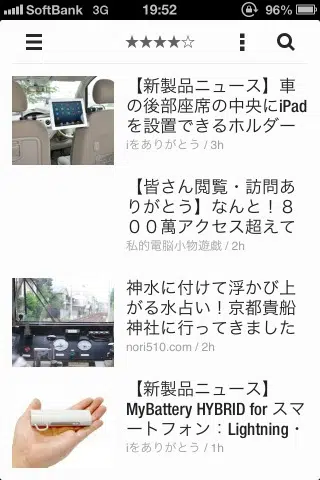 SoftBank 3G 19:52 96%
★★★★☆
【新製品ニュース】車
の後部座席の中央にiPad
を設置できるホルダー
iをありがとう / 3h
【皆さん閲覧・訪問あ
りがとう】なんと！８
００萬アクセス超えて
私的電脳小物遊戯 / 2h
神水に付けて浮かび上
がる水占い！京都貴船
神社に行ってきました
nori510.com / 2h
【新製品ニュース】
MyBattery HYBRID for スマ
ートフォン：Lightning・
iをありがとう / 1h